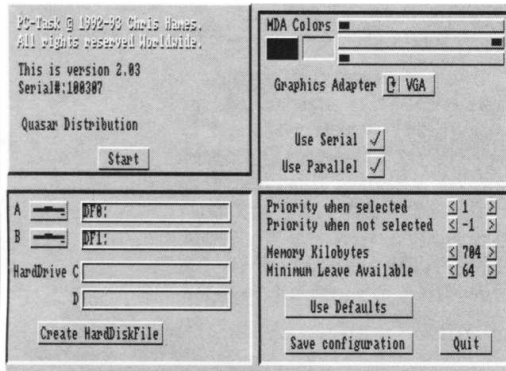 PC-Task © 1992-93 Chris Hames.
All rights reserved Worldwide.
This is version 2.03
Serial#:100307
Quasar Distribution
Start
MDA Colors
Graphics Adapter VGA
Use Serial
Use Parallel
A DF0:
B DF1:
HardDrive C
D
Create HardDiskFile
Priority when selected < 1 >
Priority when not selected < -1 >
Memory Kilobytes < 704 >
Minimum Leave Available < 64 >
Use Defaults
Save configuration
Quit